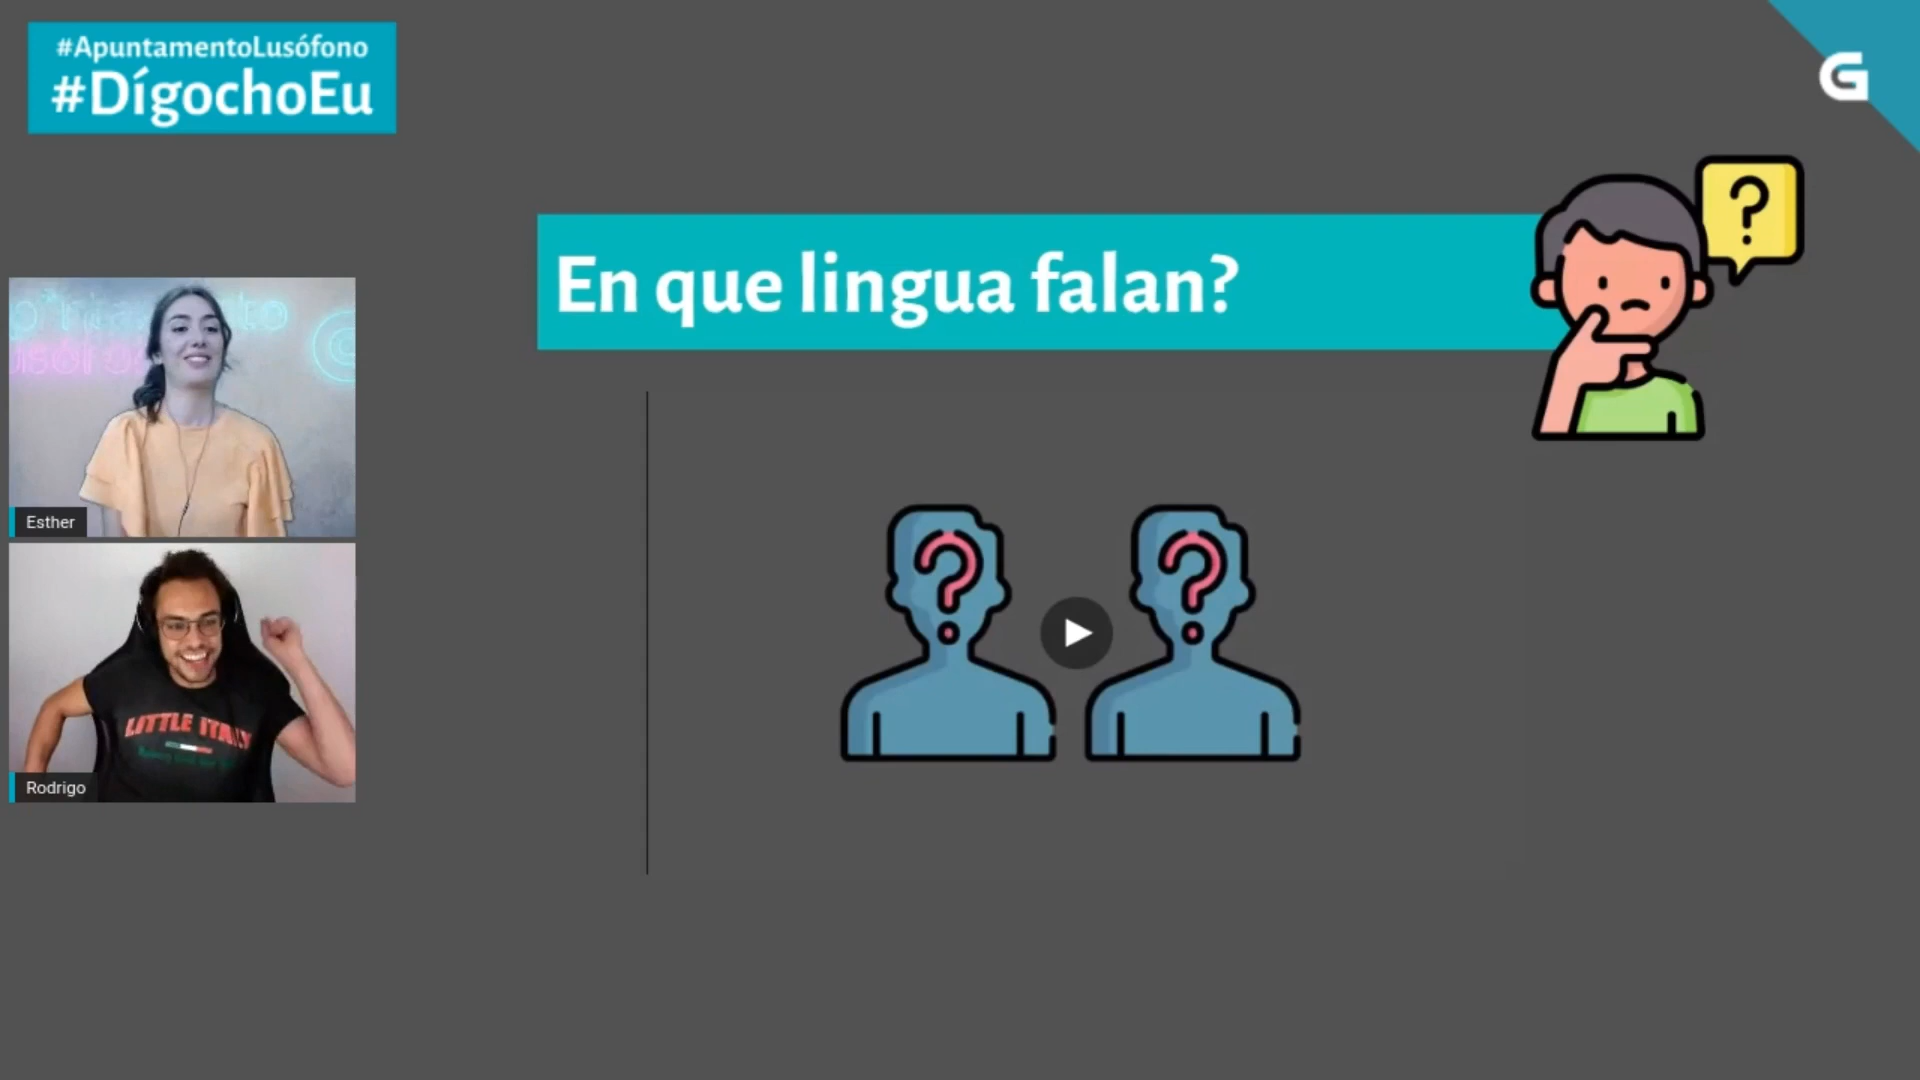 #ApuntamentoLusófono
#DígochoEu
G
En que lingua falan?
?
Esther
LITTLE ITALY
Rodrigo
? ?